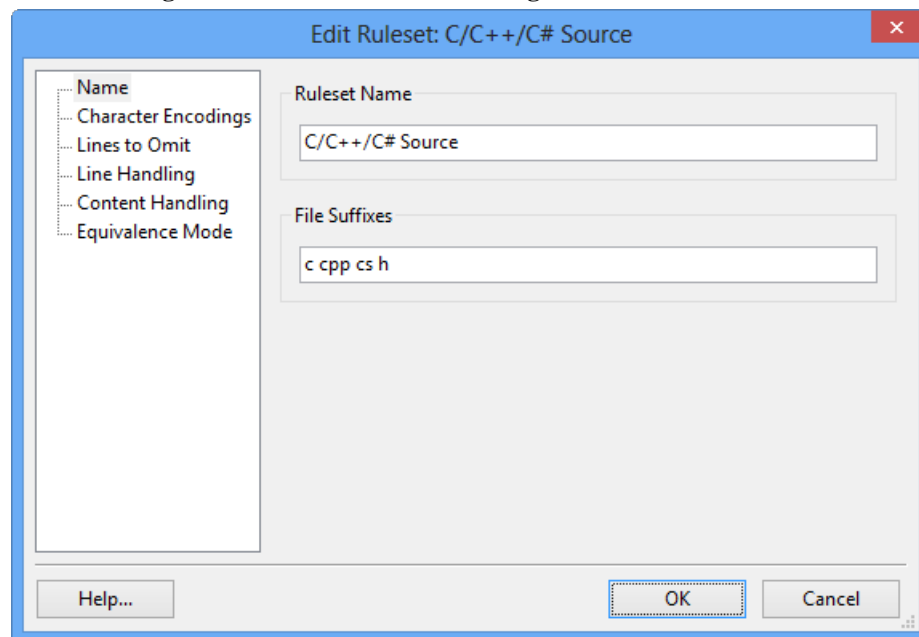 Edit Ruleset: C/C++/C# Source
Name
Character Encodings
Lines to Omit
Line Handling
Content Handling
Equivalence Mode
Ruleset Name
C/C++/C# Source
File Suffixes
c cpp cs h
Help...
OK
Cancel